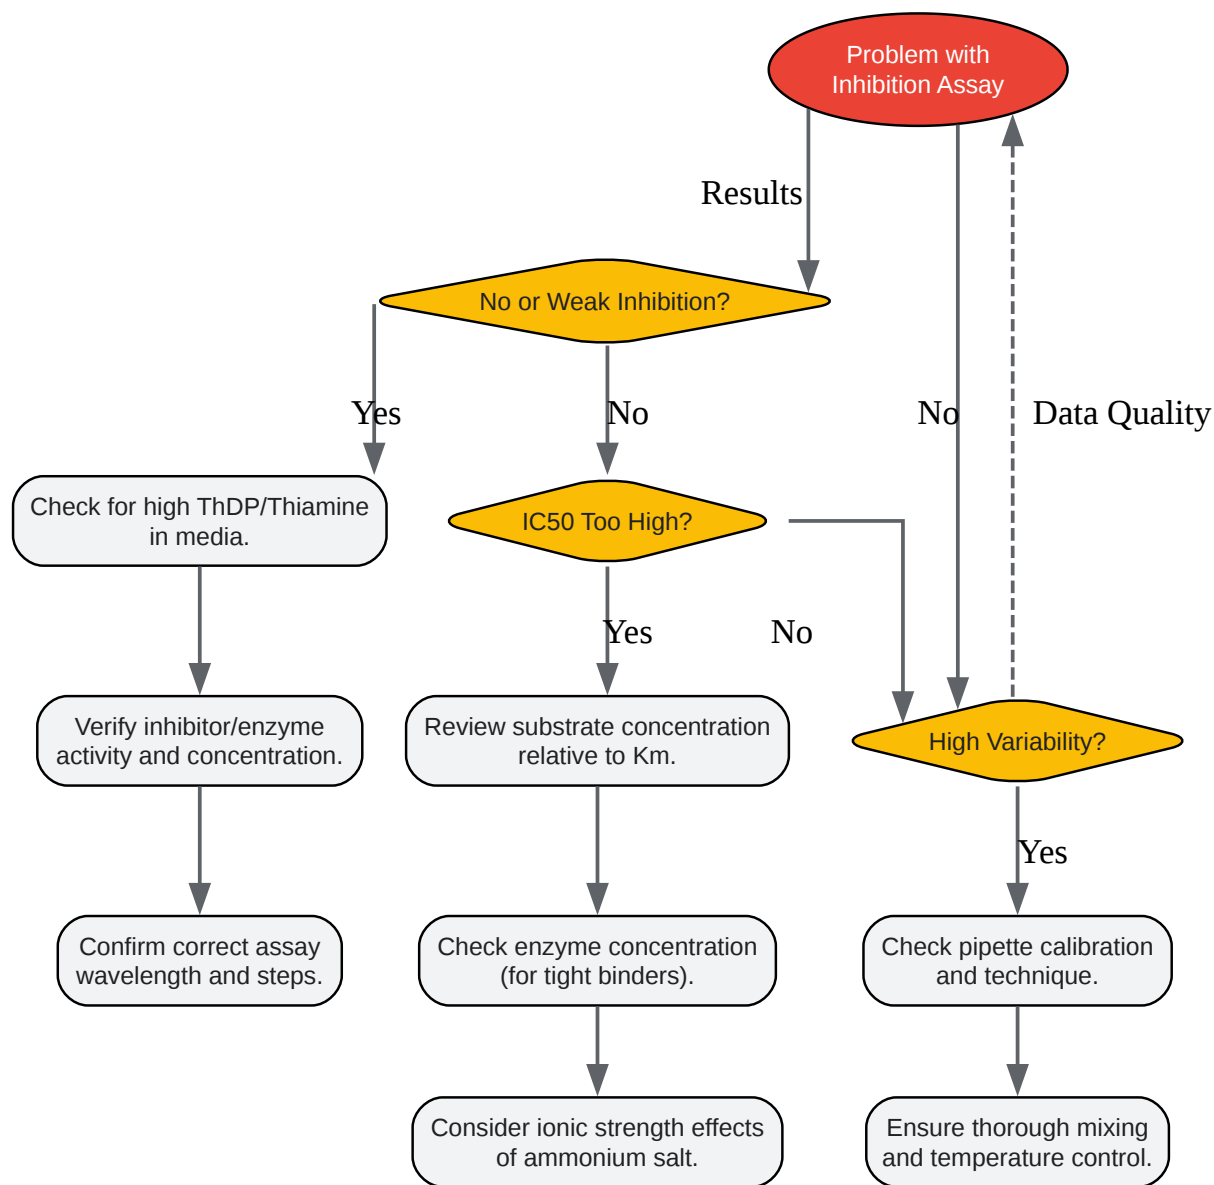 Problem with
Inhibition Assay
Results
No or Weak Inhibition?
Yes
No
No
Data Quality
Check for high ThDP/Thiamine
in media.
IC50 Too High?
Yes
No
Verify inhibitor/enzyme
activity and concentration.
Review substrate concentration
relative to Km.
High Variability?
Yes
Confirm correct assay
wavelength and steps.
Check enzyme concentration
(for tight binders).
Check pipette calibration
and technique.
Consider ionic strength effects
of ammonium salt.
Ensure thorough mixing
and temperature control.